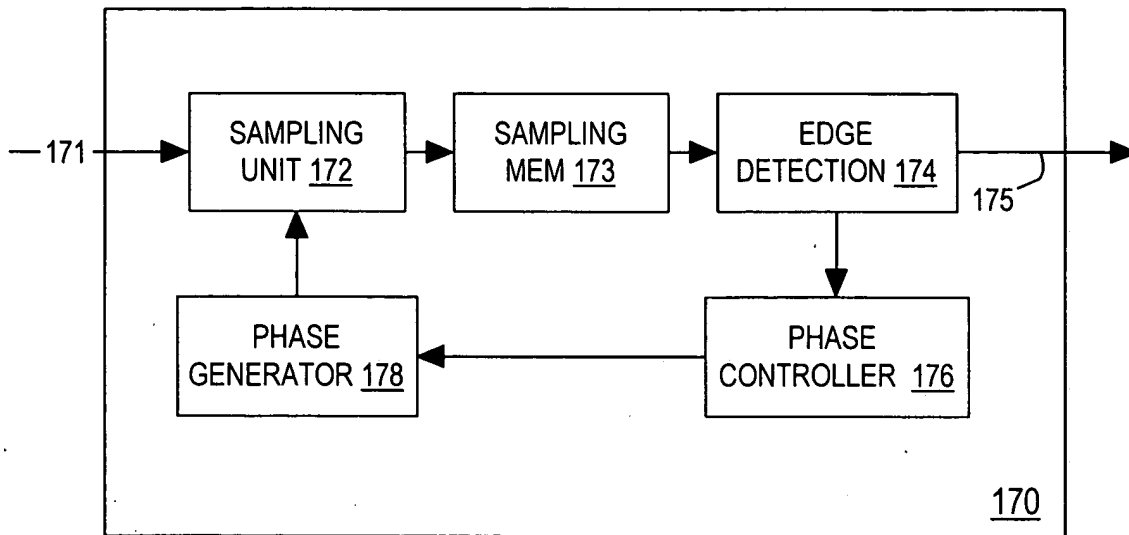 171
SAMPLING
UNIT 172
SAMPLING
MEM 173
EDGE
DETECTION 174
175
PHASE
GENERATOR 178
PHASE
CONTROLLER 176
170